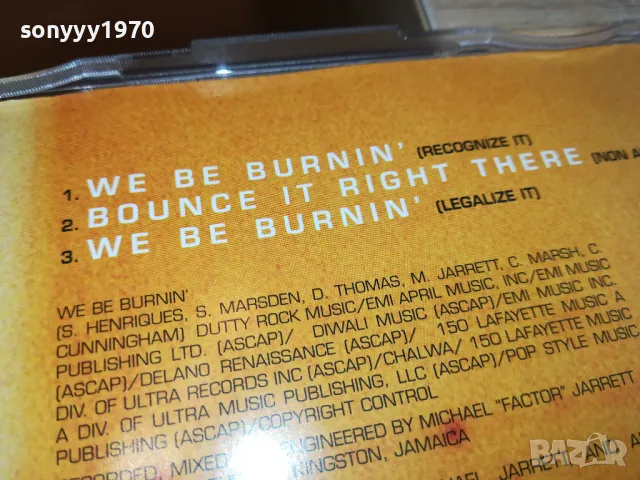 sonyyy1970
1. WE BE BURNIN' (RECOGNIZE IT)
2. BOUNCE IT RIGHT THERE (NON
3. WE BE BURNIN' (LEGALIZE IT)
WE BE BURNIN'
(S. HENRIQUES, S. MARSDEN, D. THOMAS, M. JARRETT, C. MARSH, C.
CUNNINGHAM) DUTTY ROCK MUSIC/EMI APRIL MUSIC, INC/EMI MUSIC
PUBLISHING LTD. (ASCAP)/ DIWALI MUSIC (ASCAP)/EMI MUSIC INC.
(ASCAP)/DELANO RENAISSANCE (ASCAP)/ 150 LAFAYETTE MUSIC A
DIV. OF ULTRA RECORDS INC (ASCAP)/CHALWA/ 150 LAFAYETTE MUSIC
A DIV. OF ULTRA MUSIC PUBLISHING, LLC (ASCAP)/POP STYLE MUSIC
PUBLISHING (ASCAP)/COPYRIGHT CONTROL
ENGINEERED BY MICHAEL "FACTOR" JARRETT
KINGSTON, JAMAICA
JARRETT AND
BAZAR